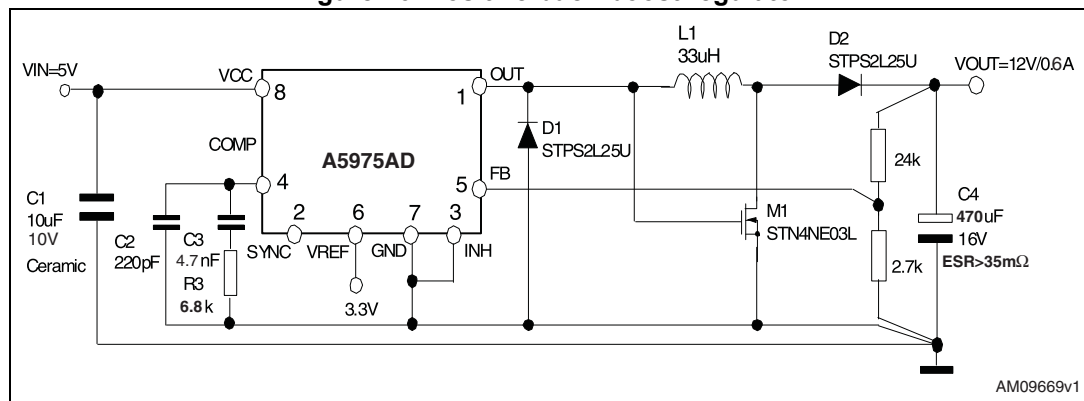 VIN=5V
VCC
8
COMP
4
A5975AD
OUT
1
FB
5
2
6
7
3
SYNC
VREF
GND
INH
3.3V
C1
10uF
10V
Ceramic
C2
220pF
C3
4.7nF
R3
6.8k
D1
STPS2L25U
L1
33uH
D2
STPS2L25U
VOUT=12V/0.6A
24k
2.7k
M1
STN4NE03L
C4
470uF
16V
ESR>35mΩ
AM09669v1